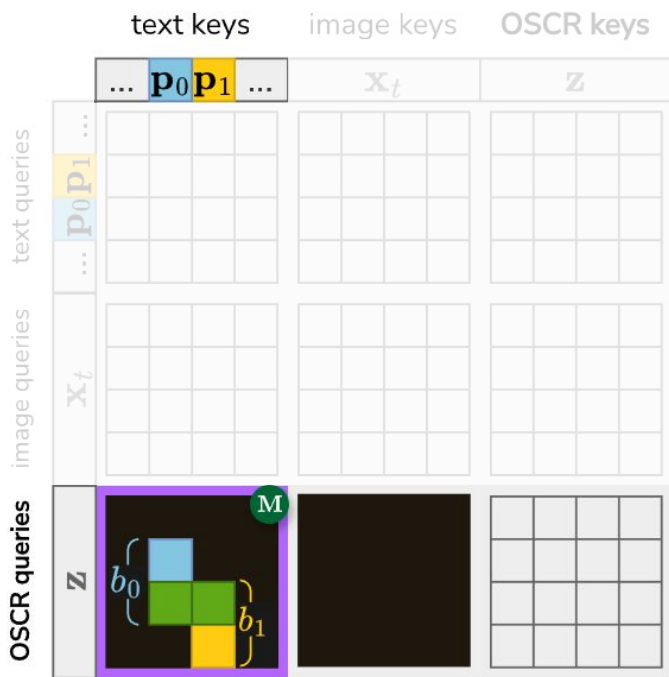 text keys image keys OSCR keys
... p₀ p₁ ... xₜ z
text queries
... p₀ p₁ ...
image queries
xₜ
OSCR queries
z
M
b₀
b₁